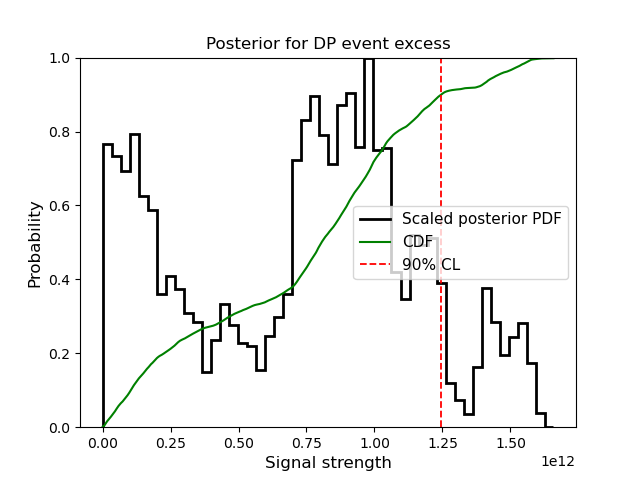 Posterior for DP event excess
1.0
0.8
0.6
0.4
0.2
0.0
Probability
Scaled posterior PDF
CDF
90% CL
0.00 0.25 0.50 0.75 1.00 1.25 1.50
1e12
Signal strength